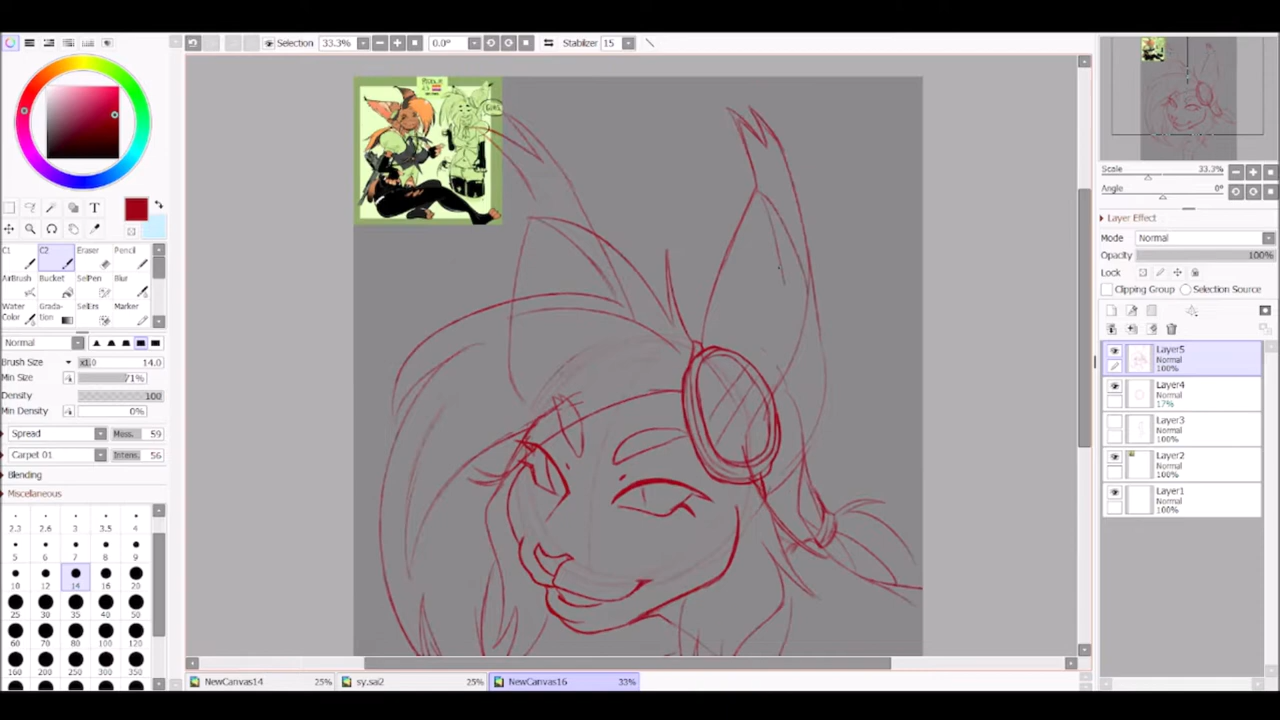 Selection 33.3% 0.0° Stabilizer 15
T
C1 C2 Eraser Pencil
AirBrush Bucket SelPen Blur
Water Color Grada-tion SelErs Marker
Normal
Brush Size x1.0 14.0
Min Size 71%
Density 100
Min Density 0%
Spread Mess. 59
Carpet 01 Intens. 56
Blending
Miscellaneous
2.3 2.6 3 3.5 4
5 6 7 8 9
10 12 14 16 20
25 30 35 40 50
60 70 80 100 120
160 200 250 300 350
NewCanvas14 25% sy.sai2 25% NewCanvas16 33%
Scale 33.3%
Angle 0°
Layer Effect
Mode Normal
Opacity 100%
Lock
Clipping Group Selection Source
Layer5
Normal
100%
Layer4
Normal
17%
Layer3
Normal
100%
Layer2
Normal
100%
Layer1
Normal
100%